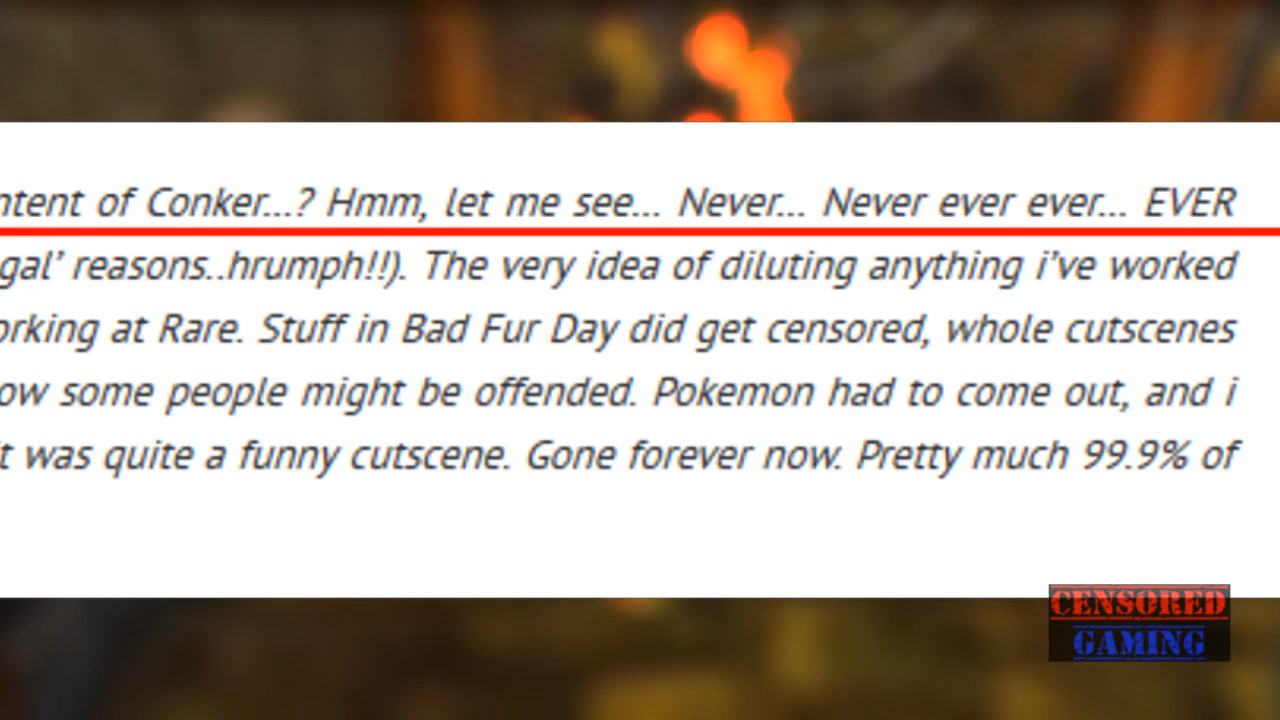 ntent of Conker...? Hmm, let me see... Never... Never ever ever... EVER
gal’ reasons..hrumph!!). The very idea of diluting anything i’ve worked
orking at Rare. Stuff in Bad Fur Day did get censored, whole cutscenes
ow some people might be offended. Pokemon had to come out, and i
t was quite a funny cutscene. Gone forever now. Pretty much 99.9% of
CENSORED
GAMING